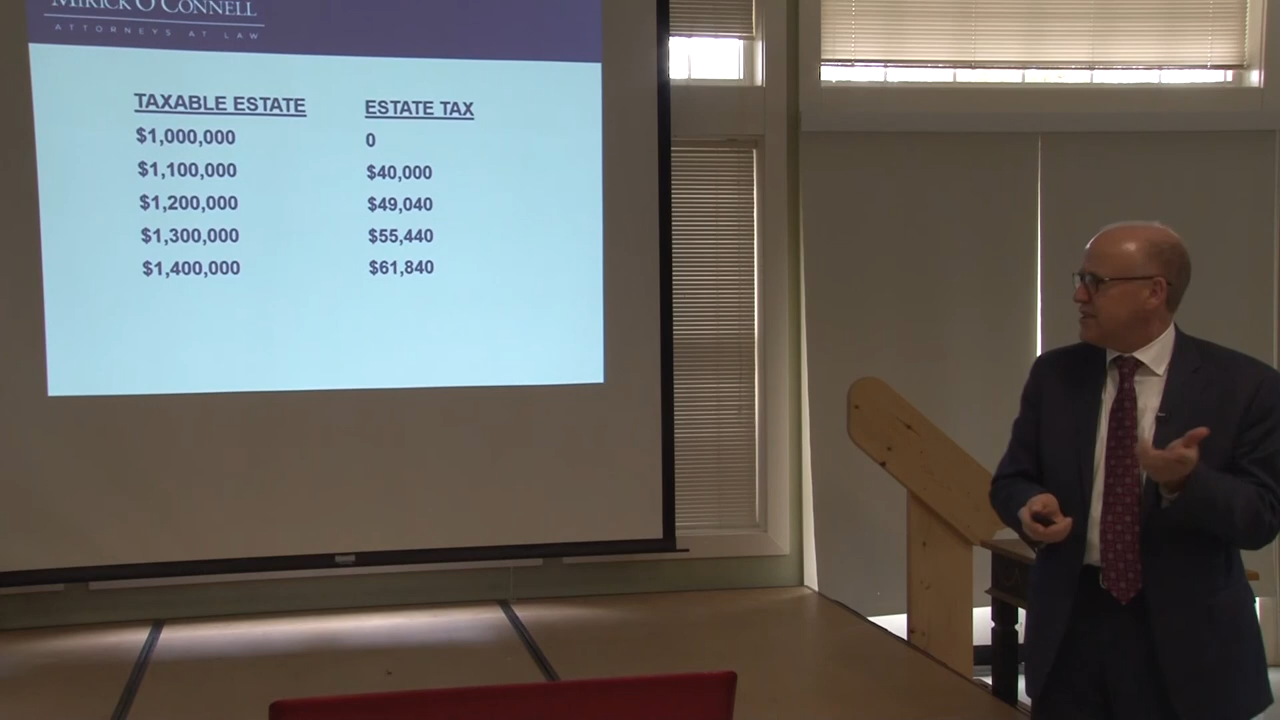 MIRICK O'CONNELL
ATTORNEYS AT LAW
TAXABLE ESTATE ESTATE TAX
$1,000,000 0
$1,100,000 $40,000
$1,200,000 $49,040
$1,300,000 $55,440
$1,400,000 $61,840